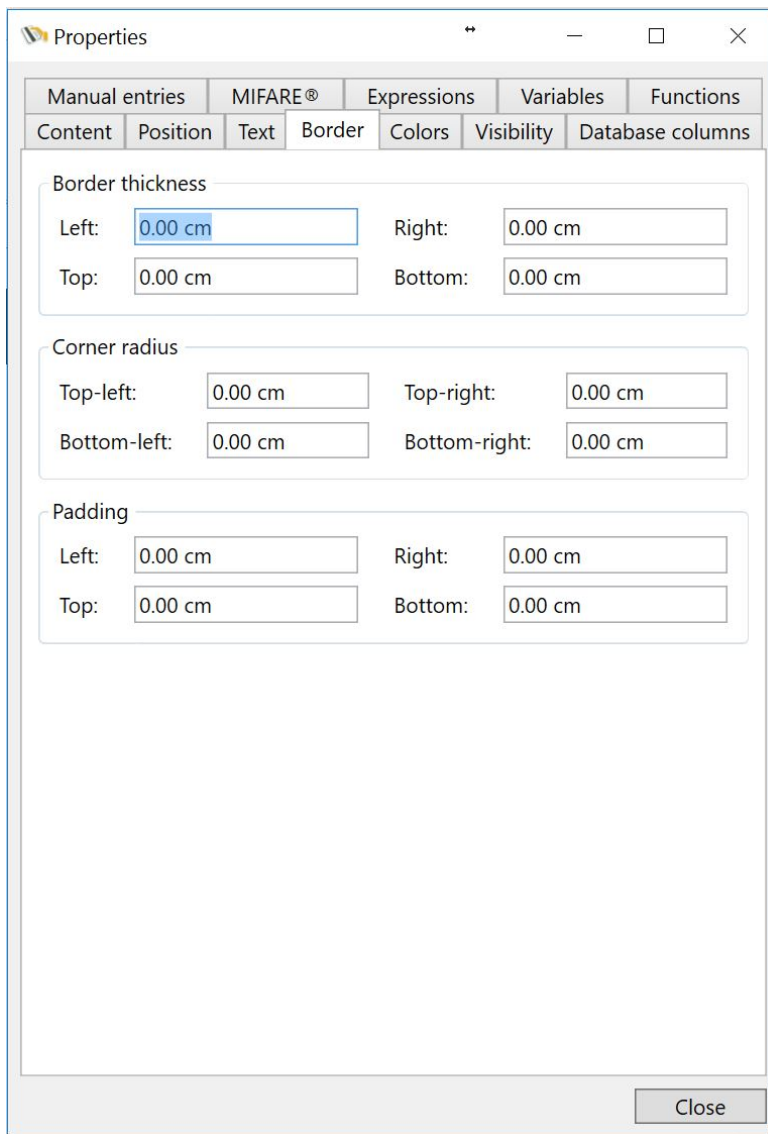 Properties
Manual entries MIFARE® Expressions Variables Functions
Content Position Text Border Colors Visibility Database columns
Border thickness
Left: 0.00 cm Right: 0.00 cm
Top: 0.00 cm Bottom: 0.00 cm
Corner radius
Top-left: 0.00 cm Top-right: 0.00 cm
Bottom-left: 0.00 cm Bottom-right: 0.00 cm
Padding
Left: 0.00 cm Right: 0.00 cm
Top: 0.00 cm Bottom: 0.00 cm
Close